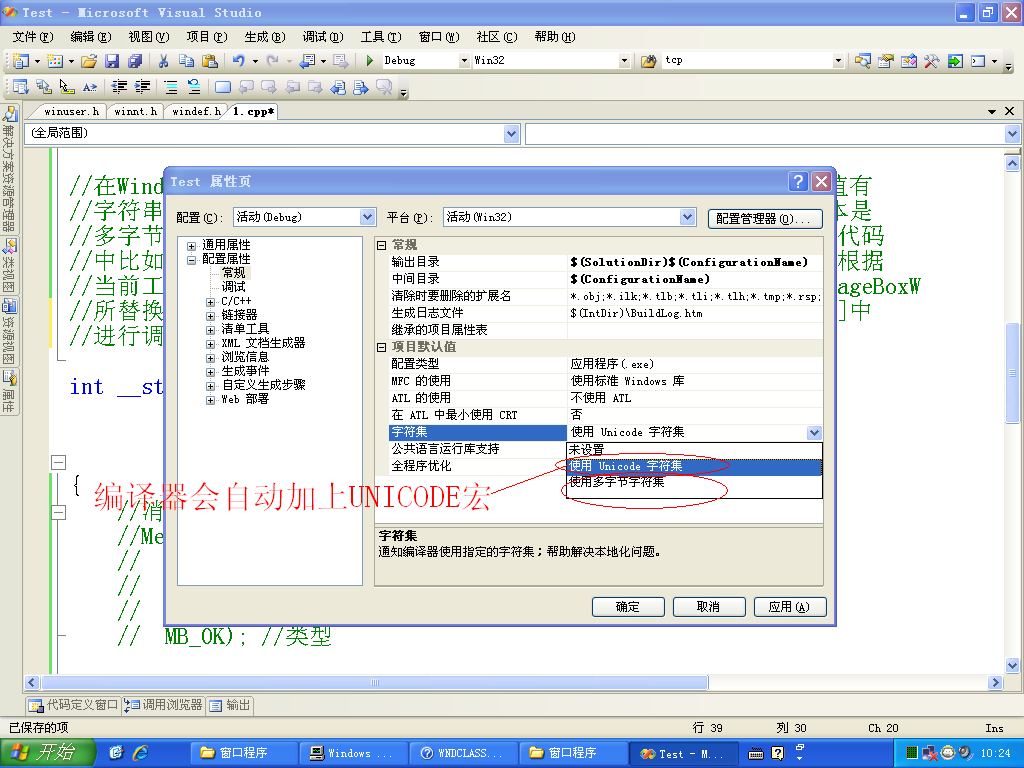 Test - Microsoft Visual Studio
文件(F) 编辑(E) 视图(V) 项目(P) 生成(B) 调试(D) 工具(T) 窗口(W) 社区(C) 帮助(H)
Debug Win32 tcp
winuser.h winnt.h windef.h 1.cpp*
(全局范围)
解决方案资源管理器
类视图
资源视图
属性
//在Wind
值有
//字符串
本是
//多字节
代码
//中比如
根据
//当前工
ageBoxW
//所替换
]中
//进行调
int __st
{
//消
//Me
//
//
//
// MB_OK); //类型
Test 属性页
配置(C): 活动(Debug) 平台(P): 活动(Win32) 配置管理器(O)...
通用属性
配置属性
常规
调试
C/C++
链接器
清单工具
XML 文档生成器
浏览信息
生成事件
自定义生成步骤
Web 部署
常规
输出目录 $(SolutionDir)$(ConfigurationName)
中间目录 $(ConfigurationName)
清除时要删除的扩展名 *.obj;*.ilk;*.tlb;*.tli;*.tlh;*.tmp;*.rsp;
生成日志文件 $(IntDir)\BuildLog.htm
继承的项目属性表
项目默认值
配置类型 应用程序(.exe)
MFC 的使用 使用标准 Windows 库
ATL 的使用 不使用 ATL
在 ATL 中最小使用 CRT 否
字符集 使用 Unicode 字符集
公共语言运行库支持 未设置
全程序优化 使用 Unicode 字符集
使用多字节字符集
编译器会自动加上UNICODE宏
字符集
通知编译器使用指定的字符集；帮助解决本地化问题。
确定 取消 应用(A)
代码定义窗口 调用浏览器 输出
已保存的项 行 39 列 30 Ch 20 Ins
开始 窗口程序 Windows ... WNDCLASS... 窗口程序 Test - M... 10:24